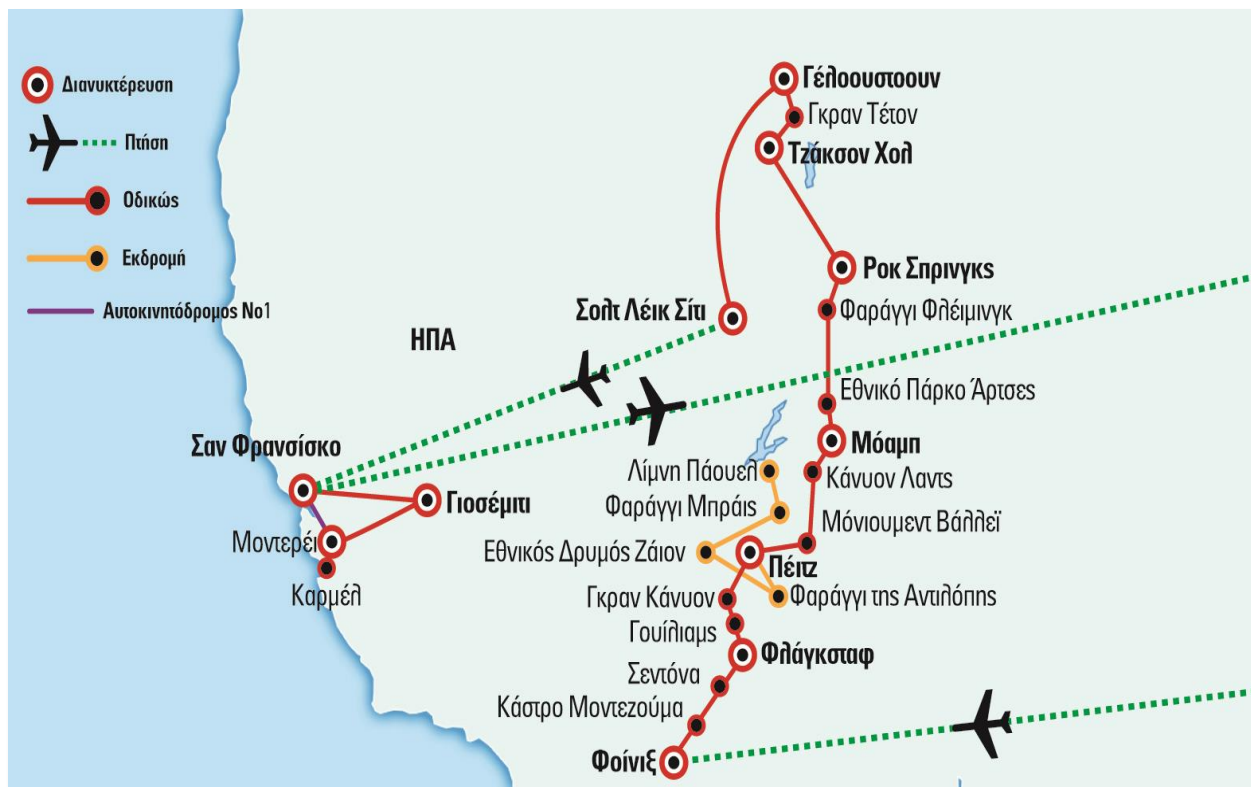 Διανυκτέρευση
Πτήση
Οδικώς
Εκδρομή
Αυτοκινητόδρομος Νο1
Γέλοουστοουν
Γκραν Τέτον
Τζάκσον Χολ
Ροκ Σπρινγκς
Σολτ Λέικ Σίτι
Φαράγγι Φλέιμινγκ
ΗΠΑ
Εθνικό Πάρκο Άρτσες
Σαν Φρανσίσκο
Μόαμπ
Λίμνη Πάουελ
Κάνυον Λαντς
Γιοσέμιτι
Φαράγγι Μπράις
Μόνιουμεντ Βάλλεϊ
Μοντερέι
Εθνικός Δρυμός Ζάιον
Πέιτζ
Καρμέλ
Γκραν Κάνυον
Φαράγγι της Αντιλόπης
Γουίλιαμς
Φλάγκσταφ
Σεντόνα
Κάστρο Μοντεζούμα
Φοίνιξ